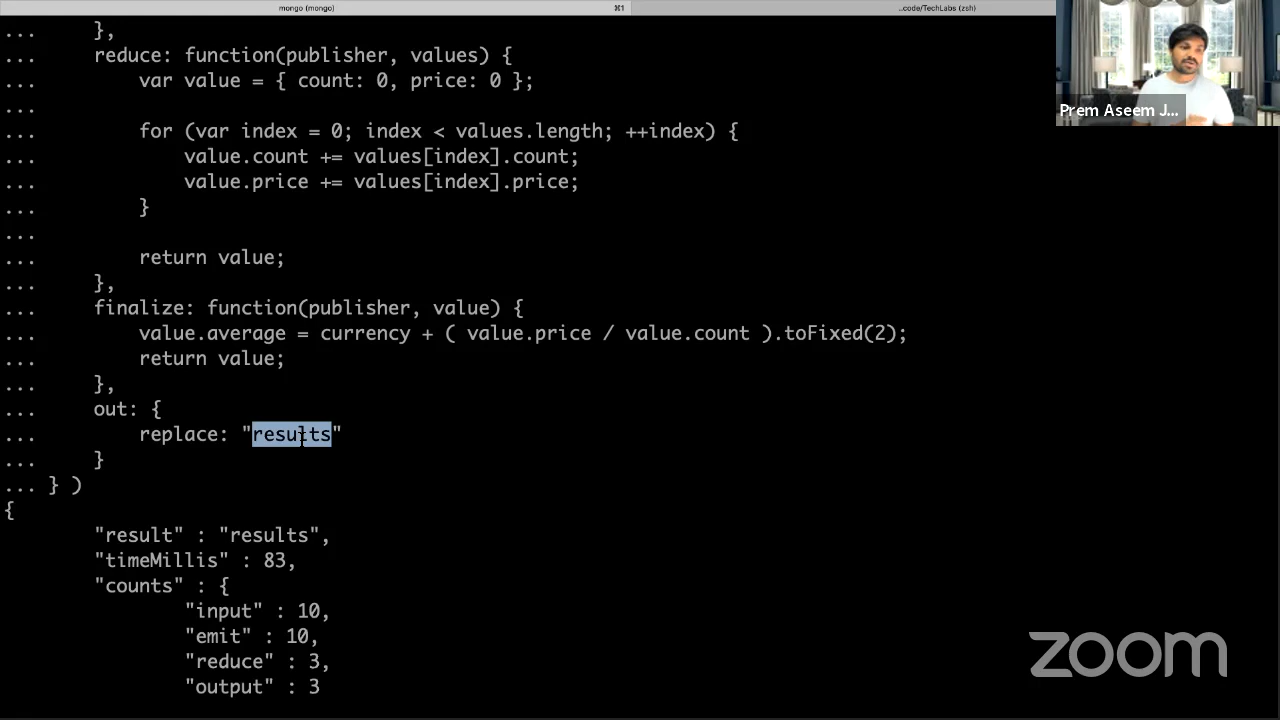 mongo (mongo)
⌘1
..code/TechLabs (zsh)
... },
... reduce: function(publisher, values) {
... var value = { count: 0, price: 0 };
...
... for (var index = 0; index < values.length; ++index) {
... value.count += values[index].count;
... value.price += values[index].price;
... }
...
... return value;
... },
... finalize: function(publisher, value) {
... value.average = currency + ( value.price / value.count ).toFixed(2);
... return value;
... },
... out: {
... replace: "results"
... }
... } )
{
"result" : "results",
"timeMillis" : 83,
"counts" : {
"input" : 10,
"emit" : 10,
"reduce" : 3,
"output" : 3
Prem Aseem J...
zoom